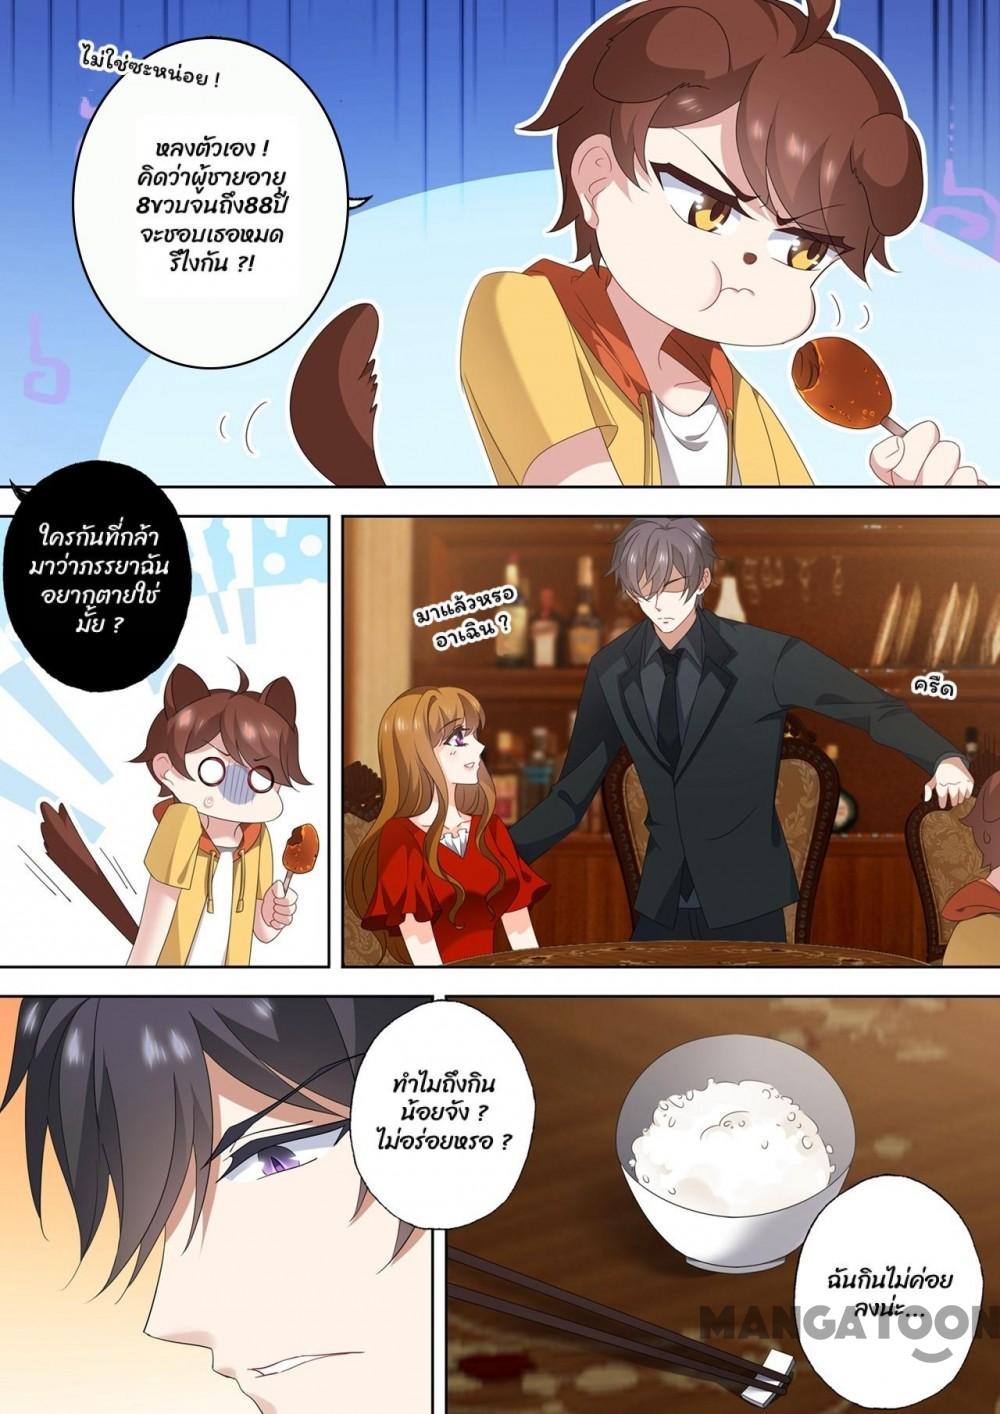 ไม่ใช่ซะหน่อย !
หลงตัวเอง !
คิดว่าผู้ชายอายุ
8ขวบจนถึง88ปี
จะชอบเธอหมด
รึไงกัน ?!
ใครกันที่กล้า
มาว่าภรรยาฉัน
อยากตายใช่
มั้ย ?
มาแล้วหรอ
อาเฉิน ?
ครืด
ทำไมถึงกิน
น้อยจัง ?
ไม่อร่อยหรอ ?
ฉันกินไม่ค่อย
ลงน่ะ...
MANGATOON